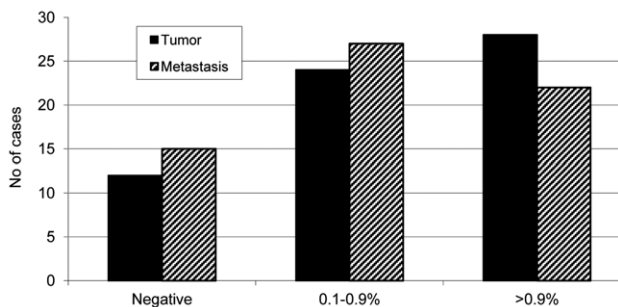 30
25
20
15
10
5
0
No of cases
Tumor
Metastasis
Negative 0.1-0.9% >0.9%